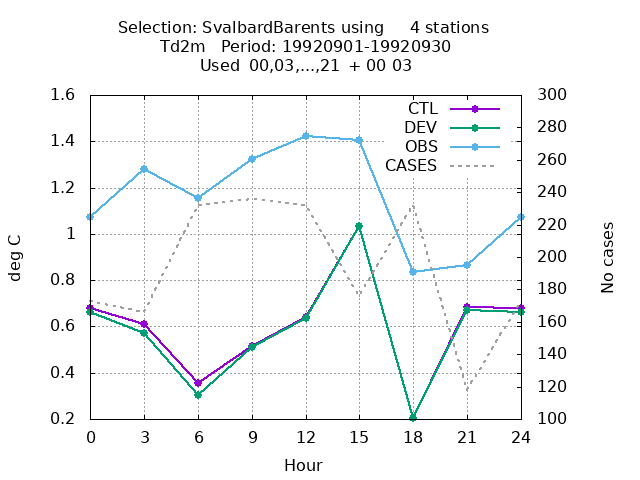 Selection: SvalbardBarents using     4 stations
Td2m   Period: 19920901-19920930
Used  00,03,...,21 + 00 03
1.6
1.4
1.2
1
0.8
0.6
0.4
0.2
deg C
300
280
260
240
220
200
180
160
140
120
100
No cases
CTL
DEV
OBS
CASES
0 3 6 9 12 15 18 21 24
Hour